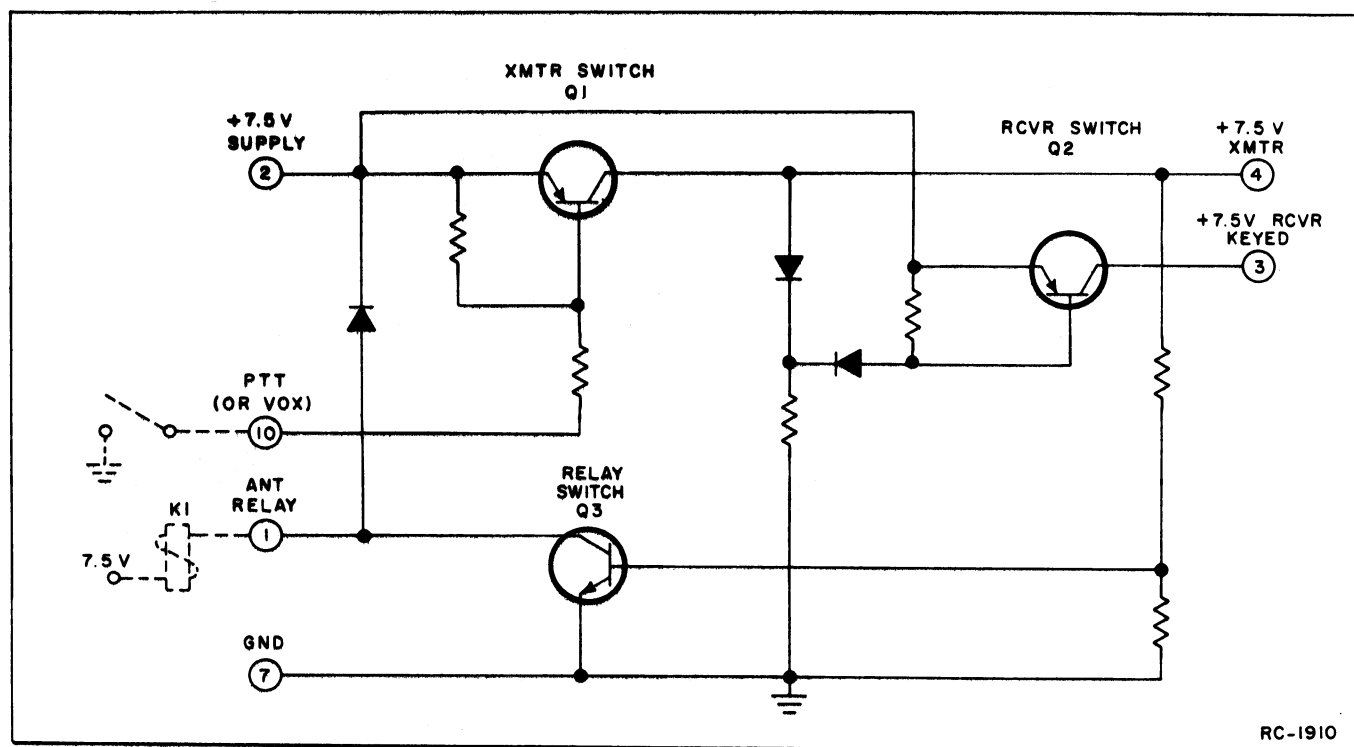 XMTR SWITCH
Q1
+7.5V
SUPPLY
2
RCVR SWITCH
Q2
+7.5V
XMTR
4
+7.5V RCVR
KEYED
3
PTT
(OR VOX)
10
ANT
RELAY
1
K1
7.5V
RELAY
SWITCH
Q3
GND
7
RC-1910